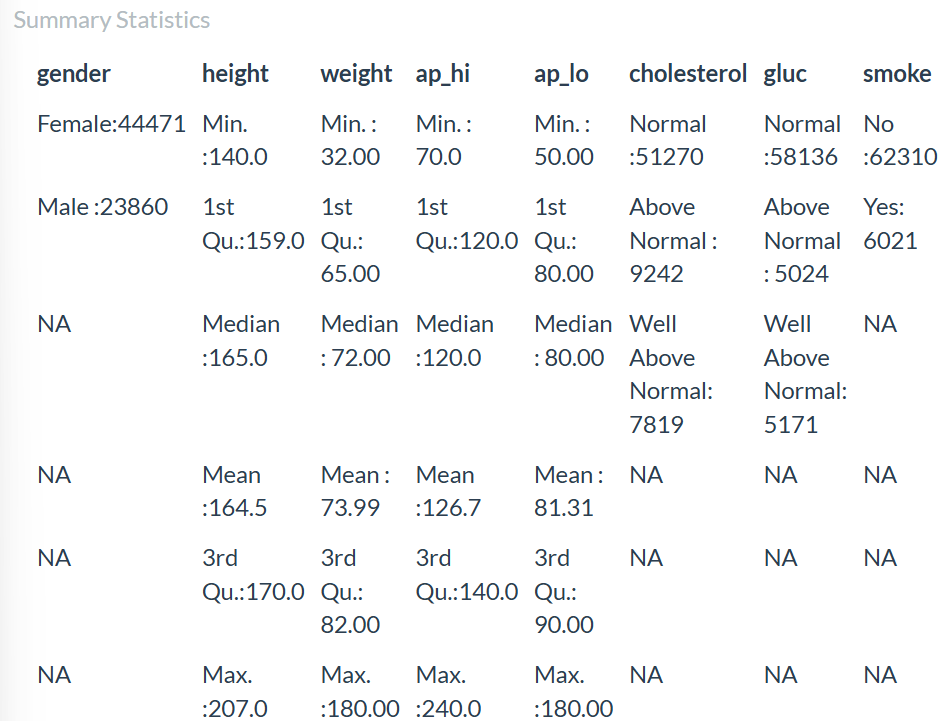 Summary Statistics
gender height weight ap_hi ap_lo cholesterol gluc smoke
Female:44471 Min. Min. : Min. : Min. : Normal Normal No
:140.0 32.00 70.0 50.00 :51270 :58136 :62310
Male :23860 1st 1st 1st 1st Above Above Yes:
Qu.:159.0 Qu.: Qu.:120.0 Qu.: Normal : Normal 6021
65.00 80.00 9242 : 5024
NA Median Median Median Median Well Well NA
:165.0 : 72.00 :120.0 : 80.00 Above Above
Normal: Normal:
7819 5171
NA Mean Mean : Mean Mean : NA NA NA
:164.5 73.99 :126.7 81.31
NA 3rd 3rd 3rd 3rd NA NA NA
Qu.:170.0 Qu.: Qu.:140.0 Qu.:
82.00 90.00
NA Max. Max. Max. Max. NA NA NA
:207.0 :180.00 :240.0 :180.00